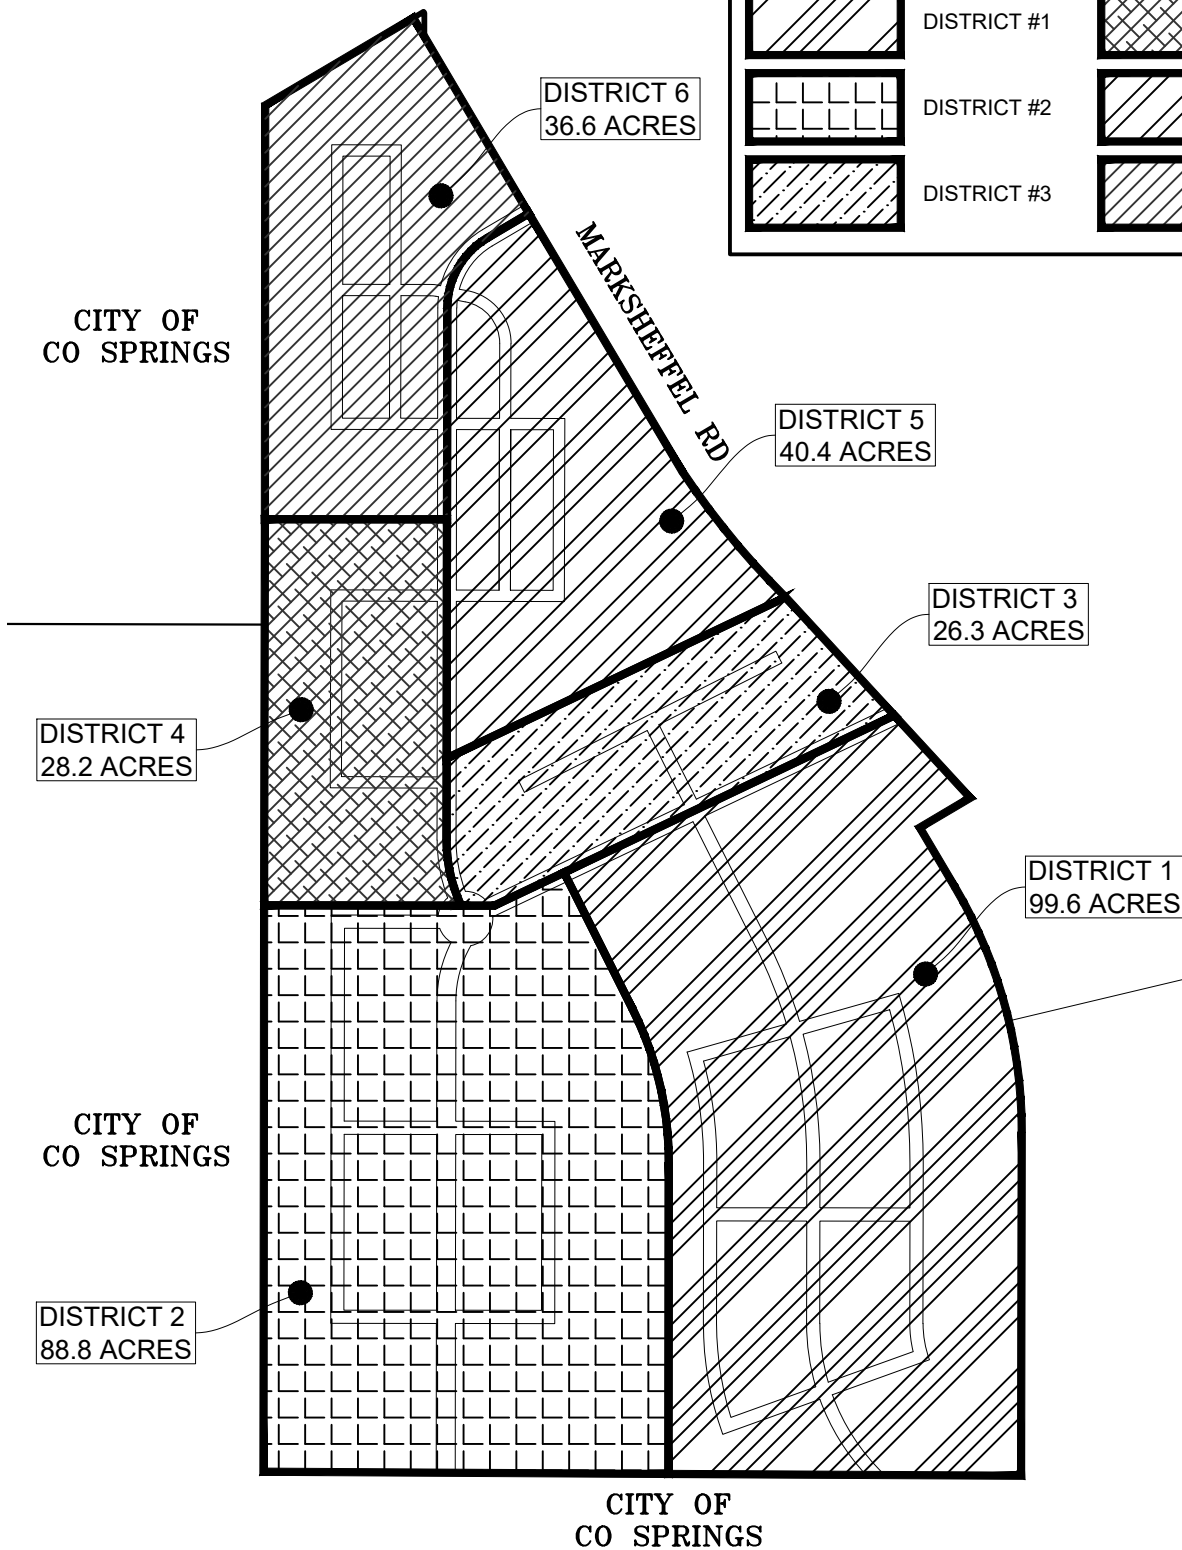 DISTRICT #1
DISTRICT #2
DISTRICT #3
DISTRICT 6
36.6 ACRES
MARKSHEFFEL RD
CITY OF
CO SPRINGS
DISTRICT 5
40.4 ACRES
DISTRICT 3
26.3 ACRES
DISTRICT 4
28.2 ACRES
DISTRICT 1
99.6 ACRES
CITY OF
CO SPRINGS
DISTRICT 2
88.8 ACRES
CITY OF
CO SPRINGS